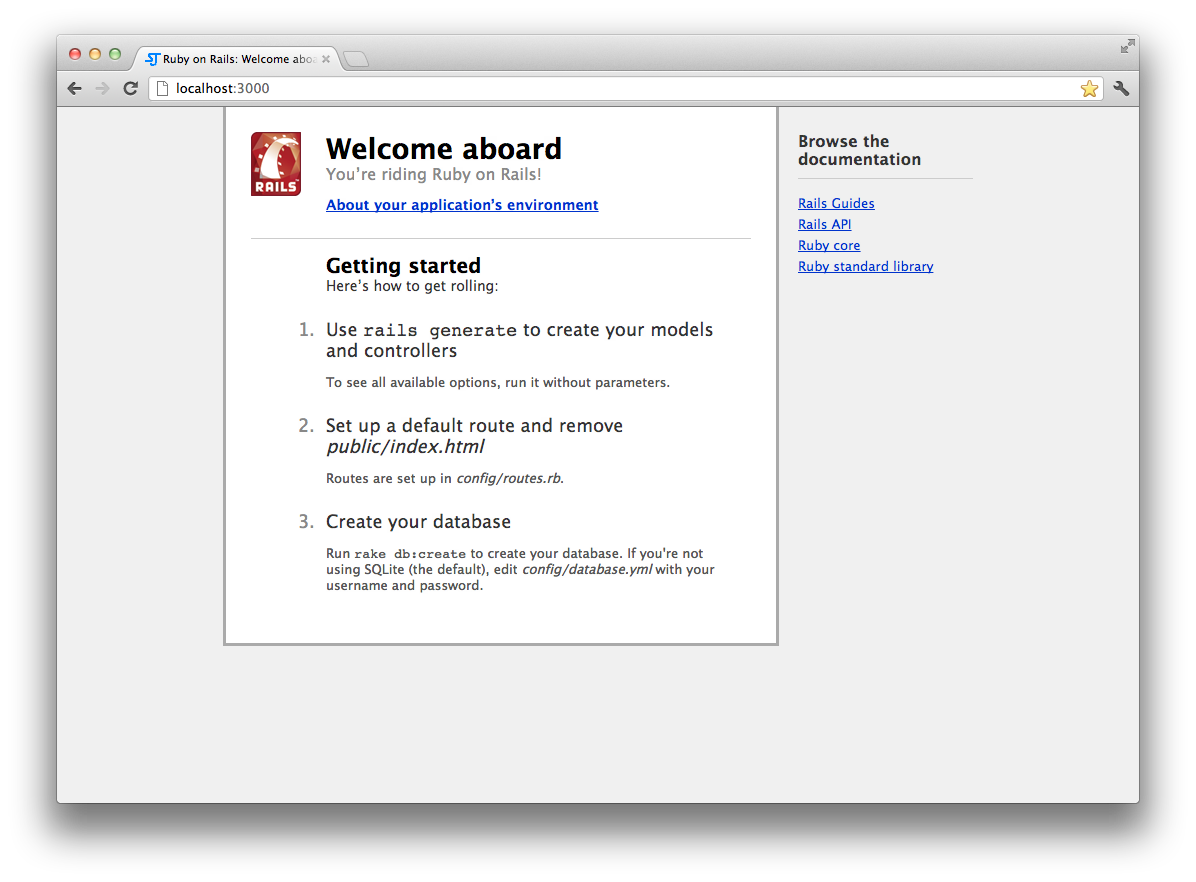 Ruby on Rails: Welcome aboa
localhost:3000
RAILS
Welcome aboard
You’re riding Ruby on Rails!
About your application’s environment
Getting started
Here’s how to get rolling:
1. Use rails generate to create your models
and controllers
To see all available options, run it without parameters.
2. Set up a default route and remove
public/index.html
Routes are set up in config/routes.rb.
3. Create your database
Run rake db:create to create your database. If you're not
using SQLite (the default), edit config/database.yml with your
username and password.
Browse the
documentation
Rails Guides
Rails API
Ruby core
Ruby standard library